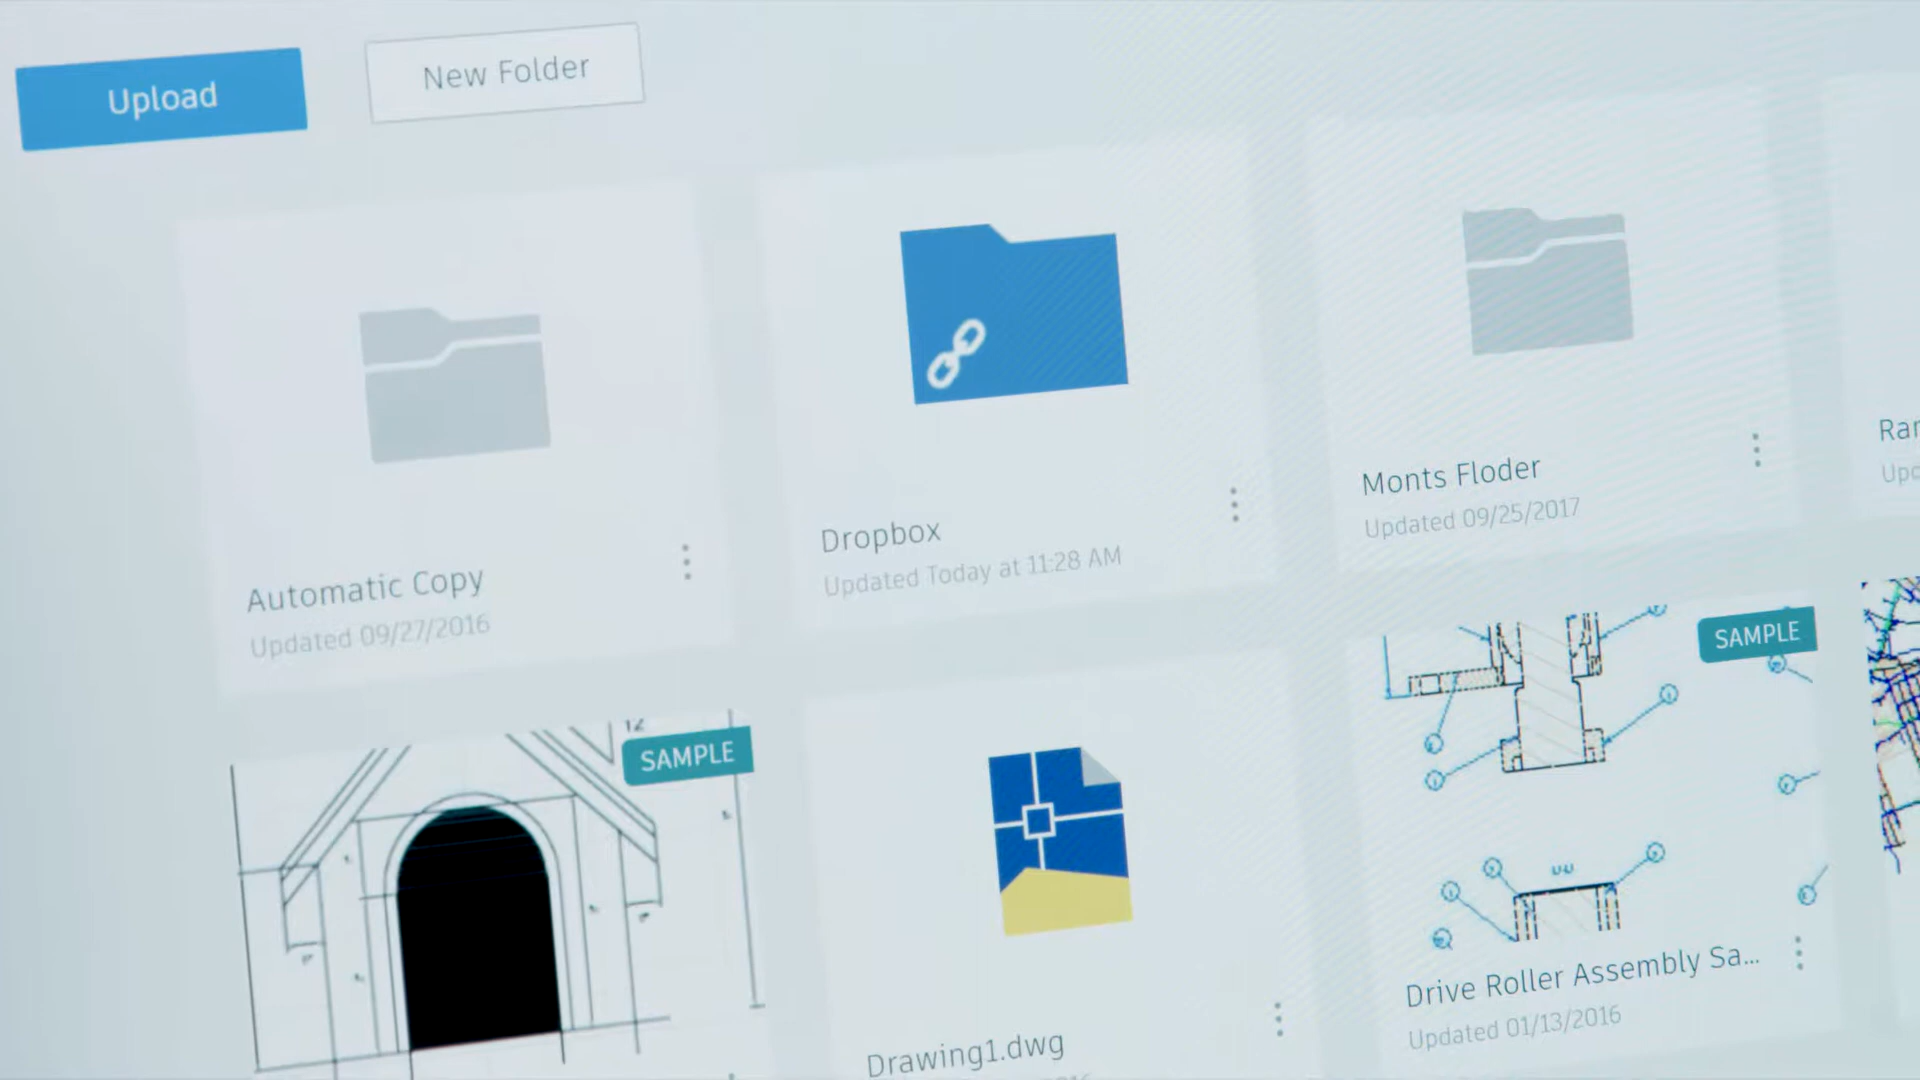 Upload
New Folder
Automatic Copy
Updated 09/27/2016
Dropbox
Updated Today at 11:28 AM
Monts Floder
Updated 09/25/2017
SAMPLE
12
Drawing1.dwg
SAMPLE
Drive Roller Assembly Sa...
Updated 01/13/2016